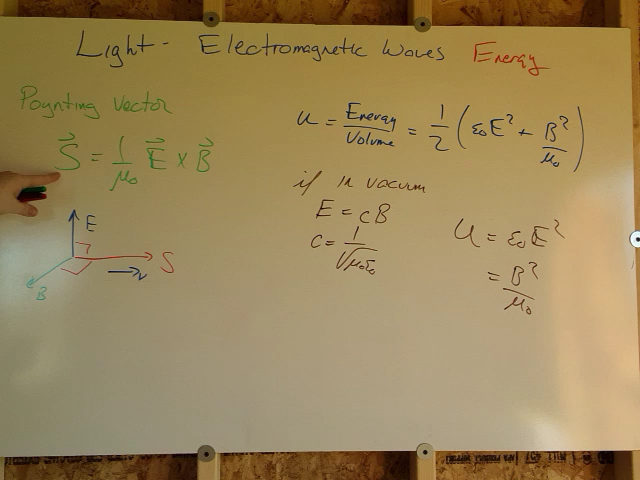 Light - Electromagnetic Waves Energy
Poynting Vector
S⃗ = 1/μ₀ E⃗ × B⃗
u = Energy/Volume = 1/2 (ε₀E² + B²/μ₀)
if in vacuum
E = cB
c = 1/√μ₀ε₀
u = ε₀E²
= B²/μ₀
E
S
v
B